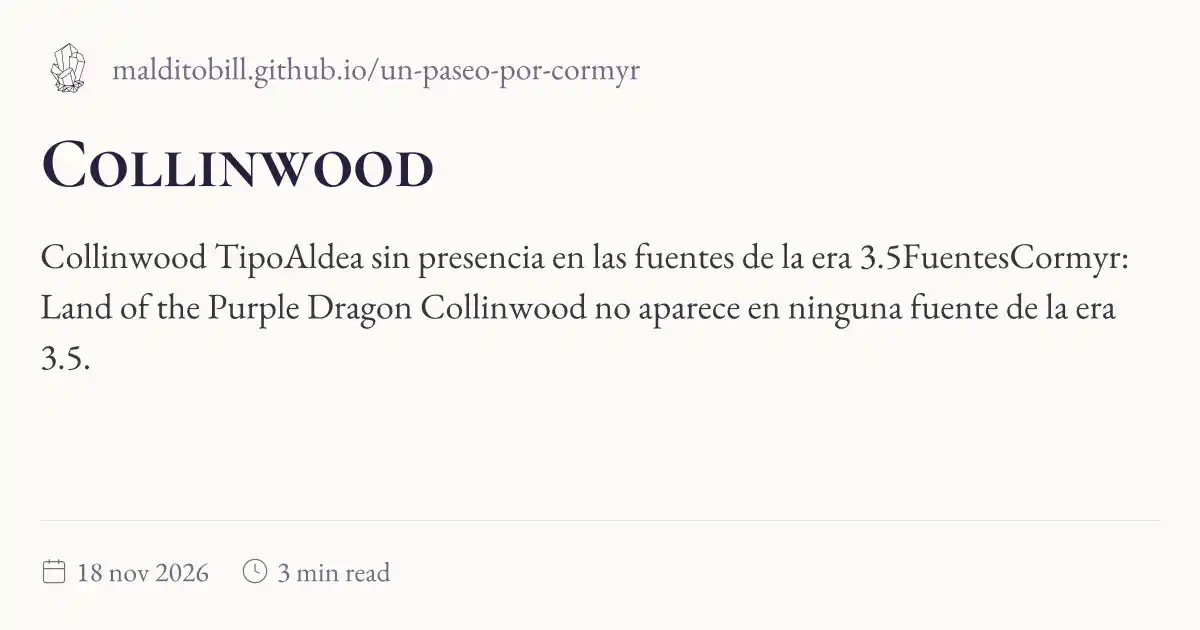 malditobill.github.io/un-paseo-por-cormyr
Collinwood
Collinwood TipoAldea sin presencia en las fuentes de la era 3.5FuentesCormyr:
Land of the Purple Dragon Collinwood no aparece en ninguna fuente de la era
3.5.
18 nov 2026 3 min read